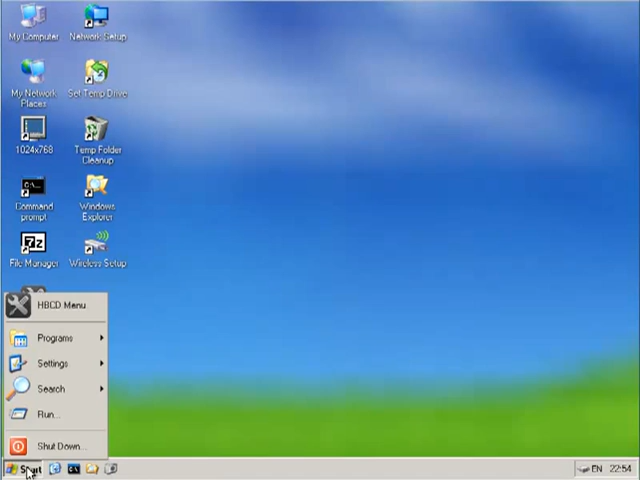 My Computer
Network Setup
My Network
Places
Set Temp Drive
1024x768
Temp Folder
Cleanup
Command
prompt
Windows
Explorer
File Manager
Wireless Setup
HBCD Menu
Programs
Settings
Search
Run...
Shut Down...
Start
EN
22:54